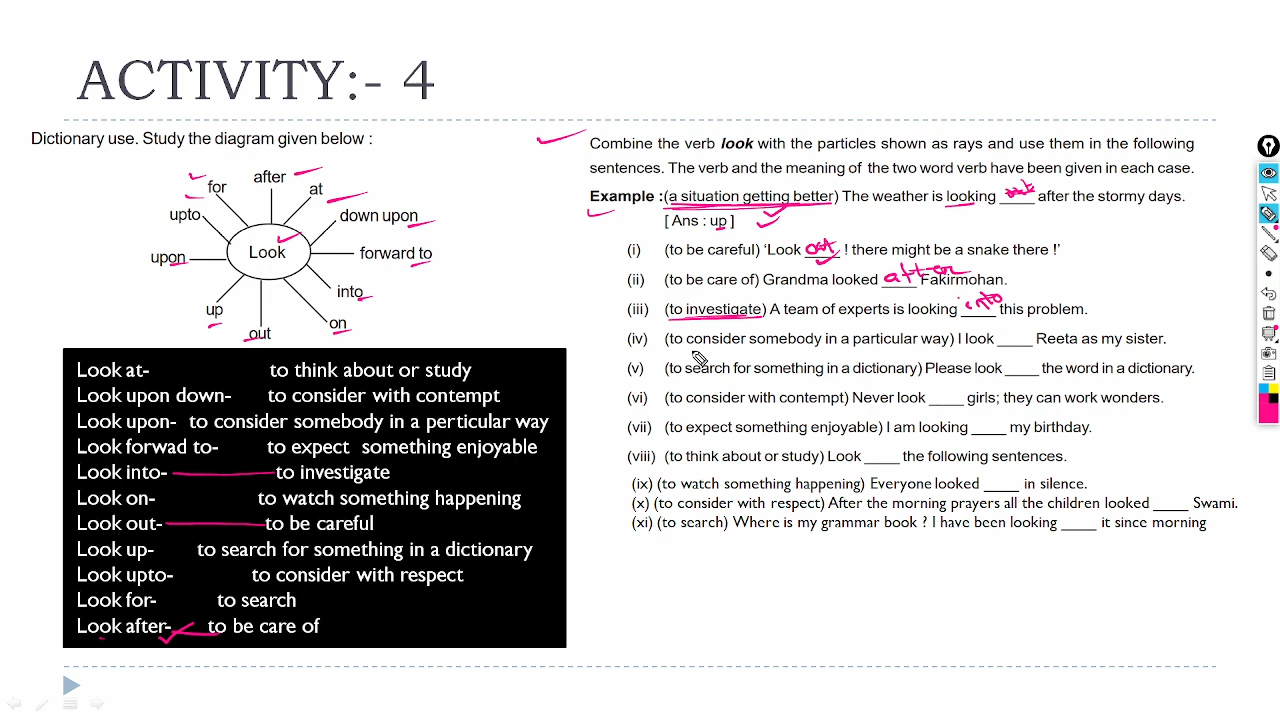 ACTIVITY:- 4
Dictionary use. Study the diagram given below :
after
for
at
upto
down upon
Look
forward to
upon
into
up
on
out
Look at- to think about or study
Look upon down- to consider with contempt
Look upon- to consider somebody in a perticular way
Look forwad to- to expect something enjoyable
Look into- to investigate
Look on- to watch something happening
Look out- to be careful
Look up- to search for something in a dictionary
Look upto- to consider with respect
Look for- to search
Look after- to be care of
Combine the verb look with the particles shown as rays and use them in the following
sentences. The verb and the meaning of the two word verb have been given in each case.
Example :(a situation getting better) The weather is looking ____ after the stormy days.
[ Ans : up ]
(i) (to be careful) ‘Look out ! there might be a snake there !’
(ii) (to be care of) Grandma looked after Fakirmohan.
(iii) (to investigate) A team of experts is looking into this problem.
(iv) (to consider somebody in a particular way) I look ____ Reeta as my sister.
(v) (to search for something in a dictionary) Please look ____ the word in a dictionary.
(vi) (to consider with contempt) Never look ____ girls; they can work wonders.
(vii) (to expect something enjoyable) I am looking ____ my birthday.
(viii) (to think about or study) Look ____ the following sentences.
(ix) (to watch something happening) Everyone looked ____ in silence.
(x) (to consider with respect) After the morning prayers all the children looked ____ Swami.
(xi) (to search) Where is my grammar book ? I have been looking ____ it since morning